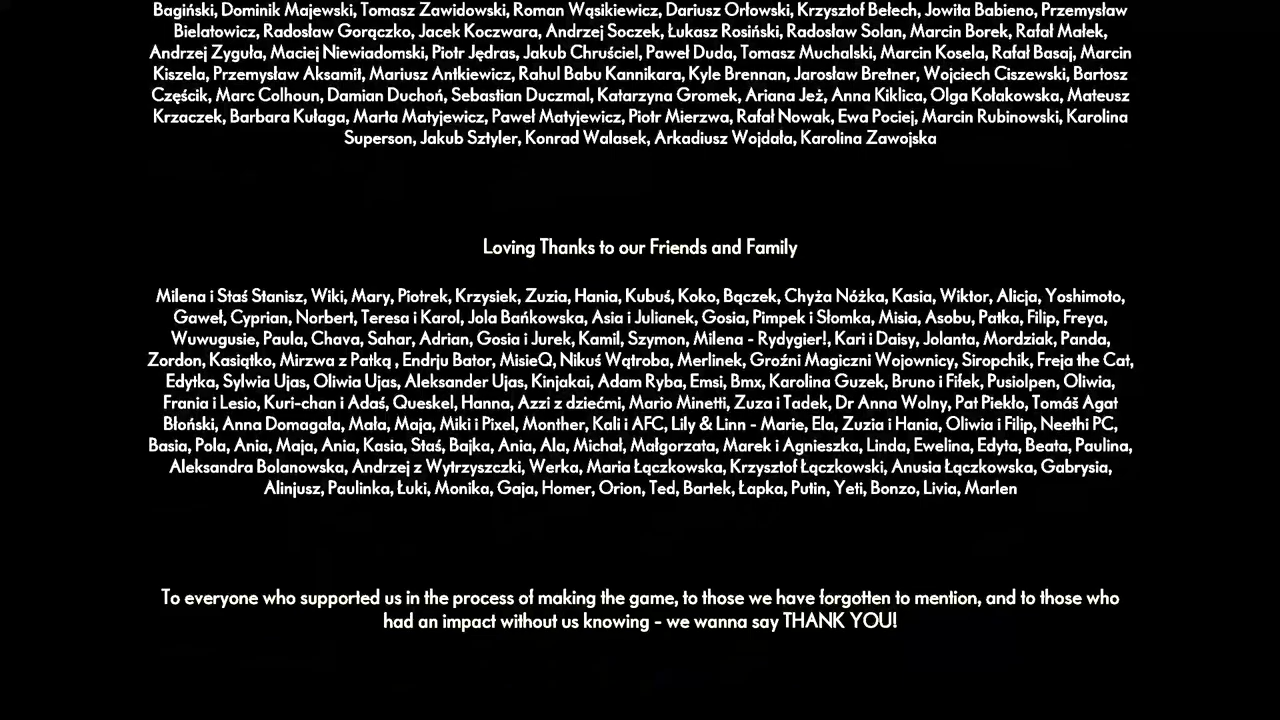 Bagiński, Dominik Majewski, Tomasz Zawidowski, Roman Wąsikiewicz, Dariusz Orłowski, Krzysztof Bełech, Jowita Babieno, Przemysław
Bielatowicz, Radosław Gorączko, Jacek Koczwara, Andrzej Soczek, Łukasz Rosiński, Radosław Solan, Marcin Borek, Rafał Małek,
Andrzej Zyguła, Maciej Niewiadomski, Piotr Jędras, Jakub Chruściel, Paweł Duda, Tomasz Muchalski, Marcin Kosela, Rafał Basaj, Marcin
Kiszela, Przemysław Aksamit, Mariusz Antkiewicz, Rahul Babu Kannikara, Kyle Brennan, Jarosław Bretner, Wojciech Ciszewski, Bartosz
Częścik, Marc Colhoun, Damian Duchoń, Sebastian Duczmal, Katarzyna Gromek, Ariana Jeż, Anna Kiklica, Olga Kołakowska, Mateusz
Krzaczek, Barbara Kułaga, Marta Matyjewicz, Paweł Matyjewicz, Piotr Mierzwa, Rafał Nowak, Ewa Pociej, Marcin Rubinowski, Karolina
Superson, Jakub Sztyler, Konrad Walasek, Arkadiusz Wojdała, Karolina Zawojska
Loving Thanks to our Friends and Family
Milena i Staś Stanisz, Wiki, Mary, Piotrek, Krzysiek, Zuzia, Hania, Kubuś, Koko, Bączek, Chyża Nóżka, Kasia, Wiktor, Alicja, Yoshimoto,
Gaweł, Cyprian, Norbert, Teresa i Karol, Jola Bańkowska, Asia i Julianek, Gosia, Pimpek i Słomka, Misia, Asobu, Patka, Filip, Freya,
Wuwugusie, Paula, Chava, Sahar, Adrian, Gosia i Jurek, Kamil, Szymon, Milena - Rydygier!, Kari i Daisy, Jolanta, Mordziak, Panda,
Zordon, Kasiątko, Mirzwa z Patką , Endrju Bator, MisieQ, Nikuś Wątroba, Merlinek, Groźni Magiczni Wojownicy, Siropchik, Freja the Cat,
Edytka, Sylwia Ujas, Oliwia Ujas, Aleksander Ujas, Kinjakai, Adam Ryba, Emsi, Bmx, Karolina Guzek, Bruno i Fifek, Pusiolpen, Oliwia,
Frania i Lesio, Kuri-chan i Adaś, Queskel, Hanna, Azzi z dziećmi, Mario Minetti, Zuza i Tadek, Dr Anna Wolny, Pat Piekło, Tomáš Agat
Błoński, Anna Domagała, Mała, Maja, Miki i Pixel, Monther, Kali i AFC, Lily & Linn - Marie, Ela, Zuzia i Hania, Oliwia i Filip, Neethi PC,
Basia, Pola, Ania, Maja, Ania, Kasia, Staś, Bajka, Ania, Ala, Michał, Małgorzata, Marek i Agnieszka, Linda, Ewelina, Edyta, Beata, Paulina,
Aleksandra Bolanowska, Andrzej z Wytrzyszczki, Werka, Maria Łączkowska, Krzysztof Łączkowski, Anusia Łączkowska, Gabrysia,
Alinjusz, Paulinka, Łuki, Monika, Gaja, Homer, Orion, Ted, Bartek, Łapka, Putin, Yeti, Bonzo, Livia, Marlen
To everyone who supported us in the process of making the game, to those we have forgotten to mention, and to those who
had an impact without us knowing - we wanna say THANK YOU!